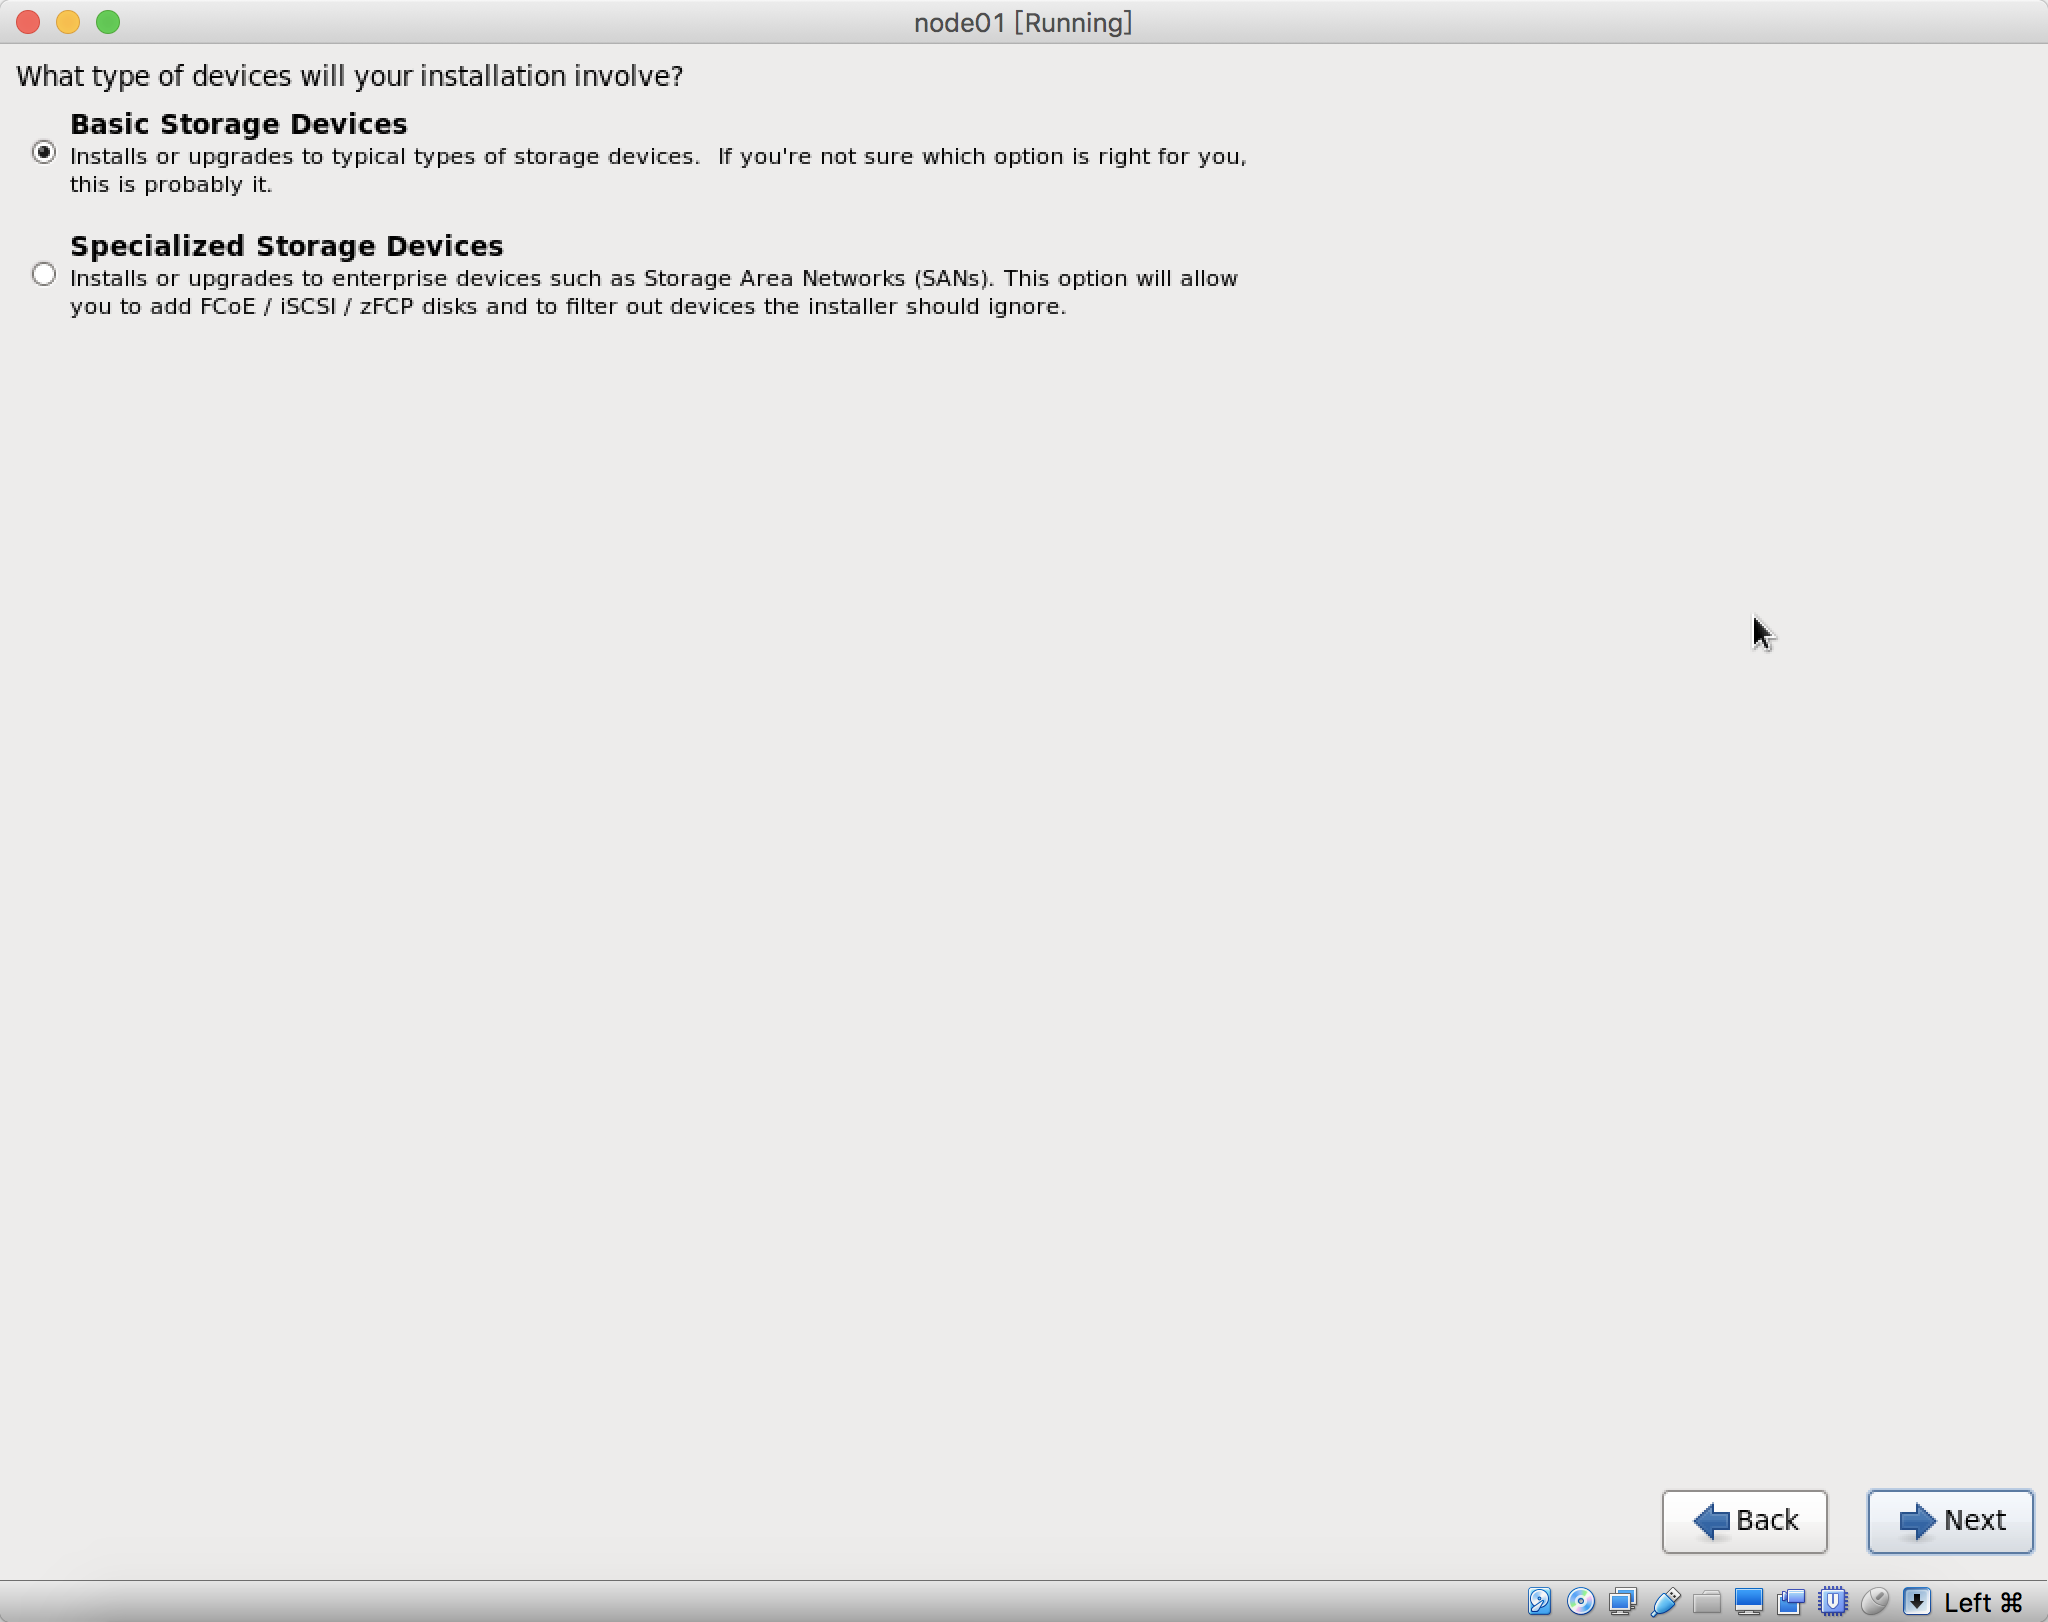 node01 [Running]
What type of devices will your installation involve?
Basic Storage Devices
Installs or upgrades to typical types of storage devices.  If you're not sure which option is right for you,
this is probably it.
Specialized Storage Devices
Installs or upgrades to enterprise devices such as Storage Area Networks (SANs). This option will allow
you to add FCoE / iSCSI / zFCP disks and to filter out devices the installer should ignore.
Back
Next
Left ⌘